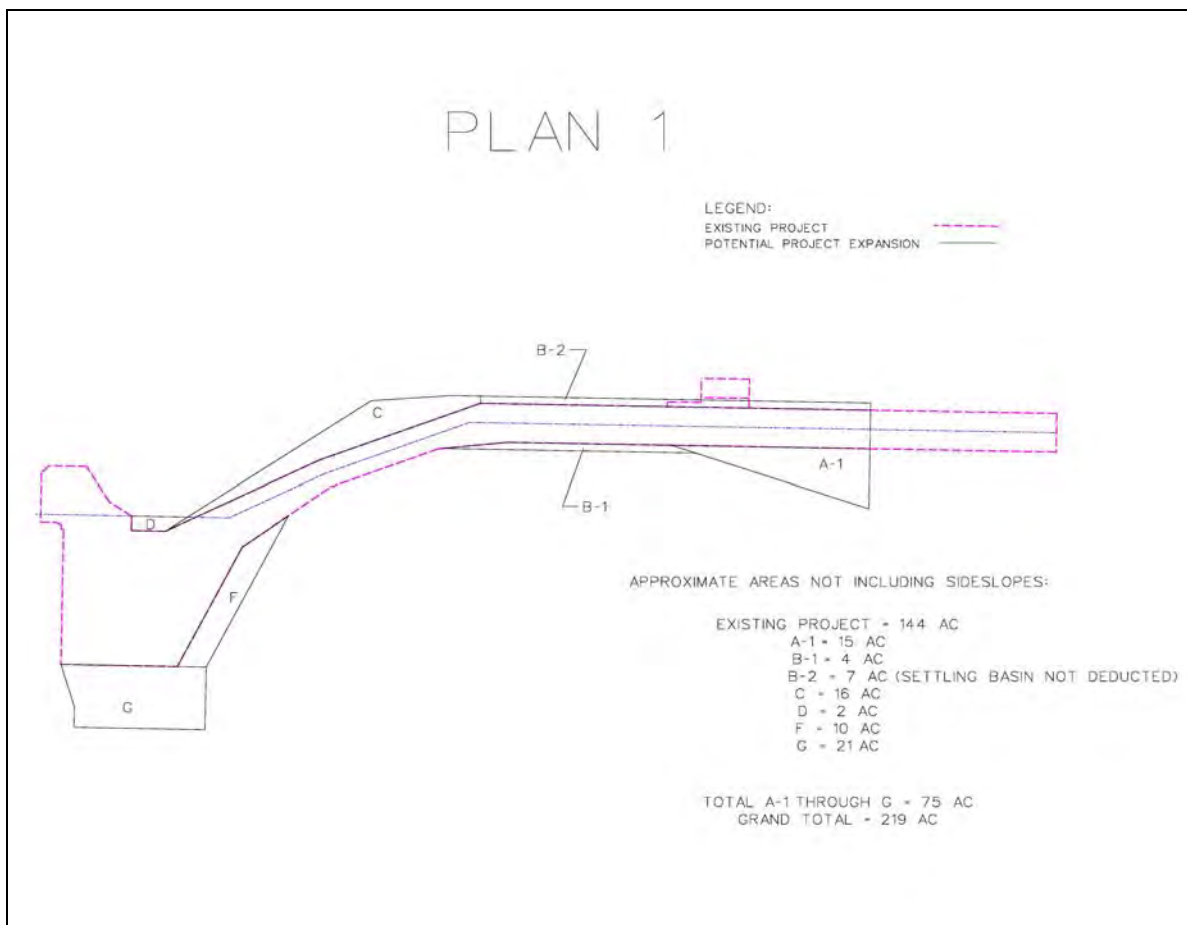 PLAN 1
LEGEND:
EXISTING PROJECT
POTENTIAL PROJECT EXPANSION
B-2
C
A-1
B-1
D
F
G
APPROXIMATE AREAS NOT INCLUDING SIDESLOPES:
EXISTING PROJECT = 144 AC
A-1 = 15 AC
B-1 = 4 AC
B-2 = 7 AC (SETTLING BASIN NOT DEDUCTED)
C = 16 AC
D = 2 AC
F = 10 AC
G = 21 AC
TOTAL A-1 THROUGH G = 75 AC
GRAND TOTAL = 219 AC